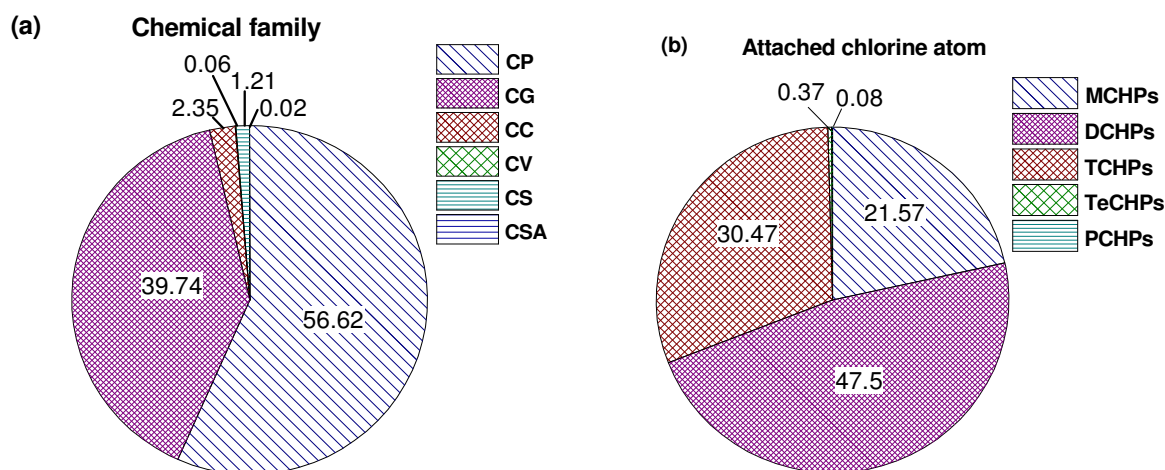 (a)
Chemical family
0.06
1.21
2.35
0.02
39.74
56.62
CP
CG
CC
CV
CS
CSA
(b)
Attached chlorine atom
0.37
0.08
21.57
30.47
47.5
MCHPs
DCHPs
TCHPs
TeCHPs
PCHPs